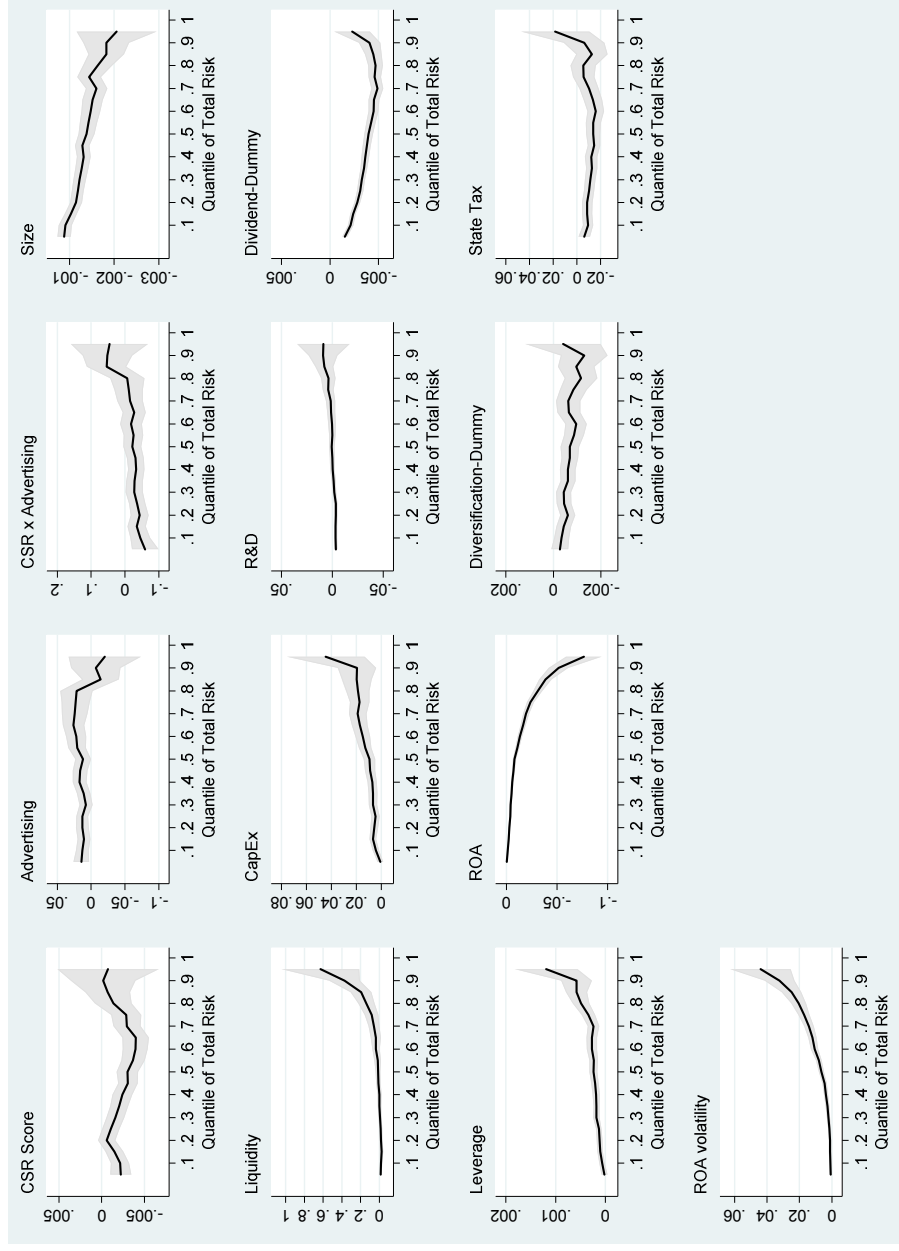 CSR Score
.005
0
-.005
.1 .2 .3 .4 .5 .6 .7 .8 .9 1
Quantile of Total Risk
Advertising
.05
0
-.05
-.1
.1 .2 .3 .4 .5 .6 .7 .8 .9 1
Quantile of Total Risk
CSR x Advertising
.2
.1
0
-.1
.1 .2 .3 .4 .5 .6 .7 .8 .9 1
Quantile of Total Risk
Size
-.001
-.002
-.003
.1 .2 .3 .4 .5 .6 .7 .8 .9 1
Quantile of Total Risk
Liquidity
1
.8
.6
.4
.2
0
.1 .2 .3 .4 .5 .6 .7 .8 .9 1
Quantile of Total Risk
CapEx
.08
.06
.04
.02
0
.1 .2 .3 .4 .5 .6 .7 .8 .9 1
Quantile of Total Risk
R&D
.05
0
-.05
.1 .2 .3 .4 .5 .6 .7 .8 .9 1
Quantile of Total Risk
Dividend-Dummy
.005
0
-.005
.1 .2 .3 .4 .5 .6 .7 .8 .9 1
Quantile of Total Risk
Leverage
.002
.001
0
.1 .2 .3 .4 .5 .6 .7 .8 .9 1
Quantile of Total Risk
ROA
0
-.05
-.1
.1 .2 .3 .4 .5 .6 .7 .8 .9 1
Quantile of Total Risk
Diversification-Dummy
.002
0
-.002
.1 .2 .3 .4 .5 .6 .7 .8 .9 1
Quantile of Total Risk
State Tax
.06
.04
.02
0
-.02
.1 .2 .3 .4 .5 .6 .7 .8 .9 1
Quantile of Total Risk
ROA volatility
.06
.04
.02
0
.1 .2 .3 .4 .5 .6 .7 .8 .9 1
Quantile of Total Risk